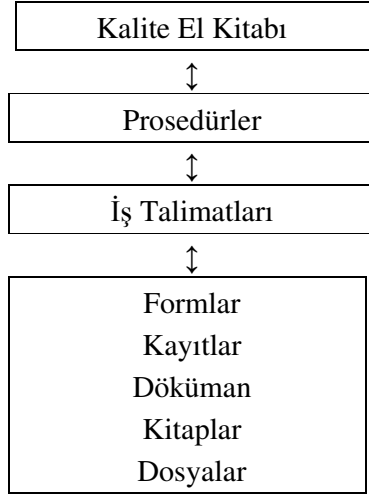 Kalite El Kitabı
↕
Prosedürler
↕
İş Talimatları
↕
Formlar
Kayıtlar
Döküman
Kitaplar
Dosyalar